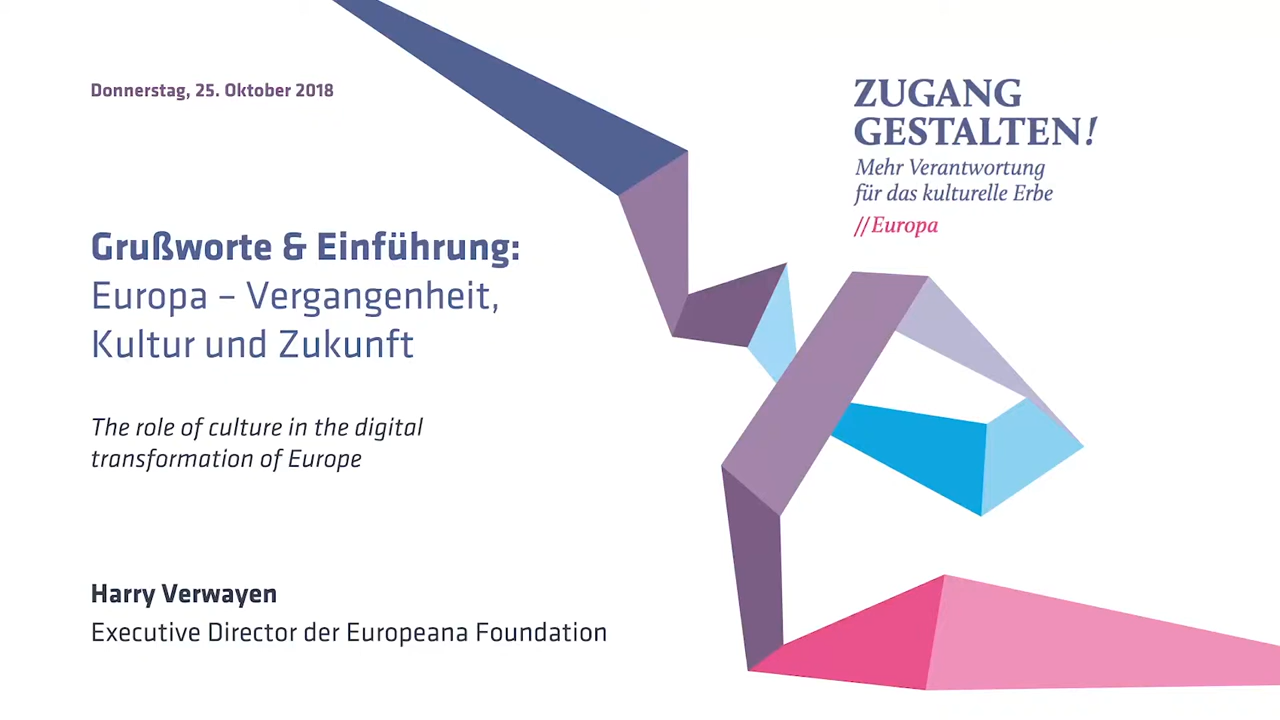 Donnerstag, 25. Oktober 2018
ZUGANG
GESTALTEN!
Mehr Verantwortung
für das kulturelle Erbe
//Europa
Grußworte & Einführung:
Europa – Vergangenheit,
Kultur und Zukunft
The role of culture in the digital
transformation of Europe
Harry Verwayen
Executive Director der Europeana Foundation